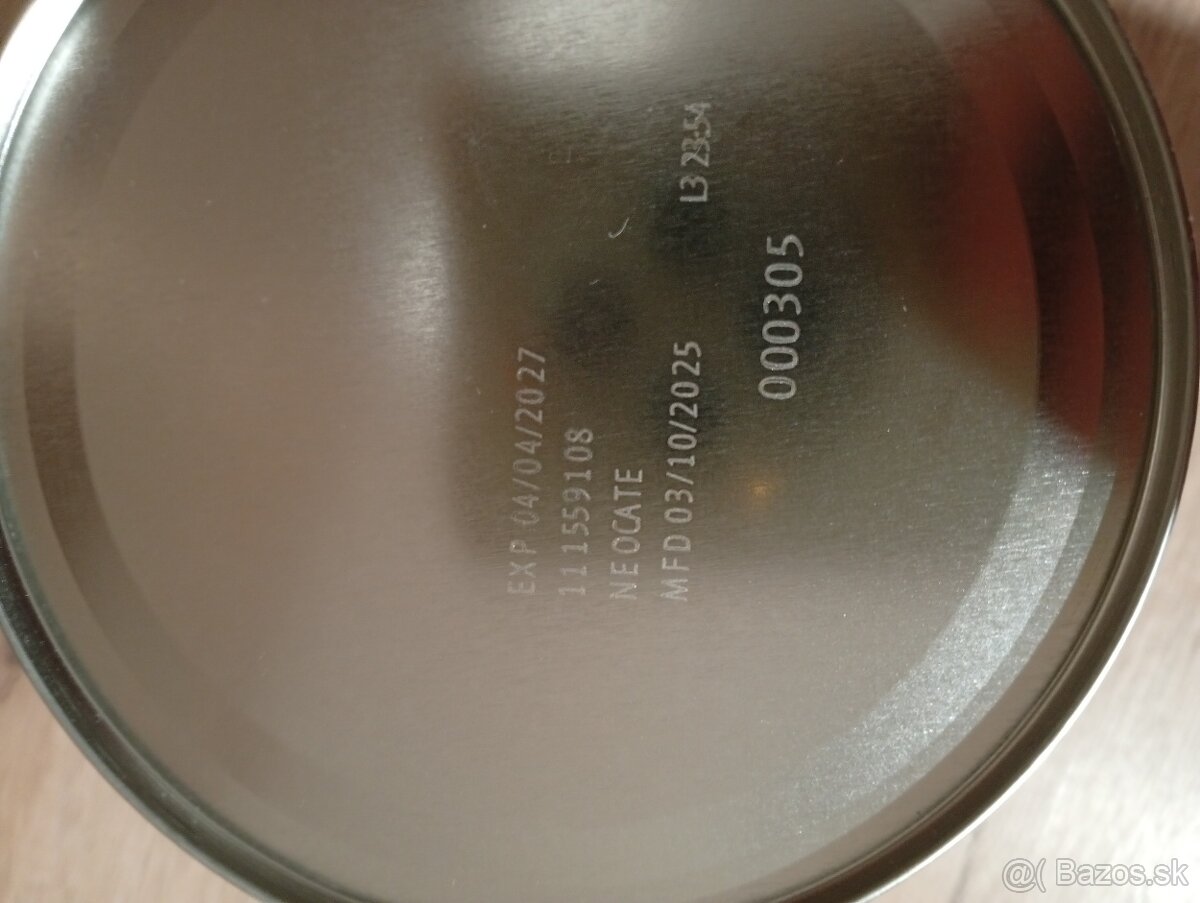 EXP 04/04/2027
111559108
NEOCATE
MFD 03/10/2025 L3 23:54
000305
@( Bazos.sk